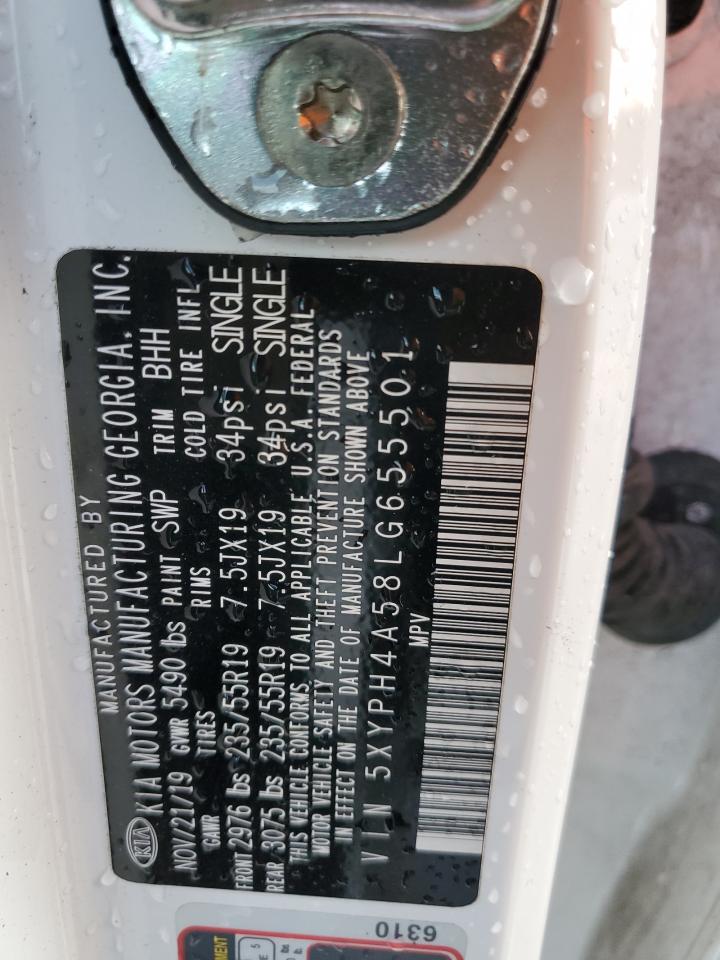 MANUFACTURED BY
KIA KIA MOTORS MANUFACTURING GEORGIA, INC.
NOV/21/19 GVWR 5490 lbs PAINT SWP TRIM BHH
GAWR TIRES RIMS COLD TIRE INFL
FRONT 2976 lbs 235/55R19 7.5JX19 34psi SINGLE
REAR 3075 lbs 235/55R19 7.5JX19 34psi SINGLE
THIS VEHICLE CONFORMS TO ALL APPLICABLE U.S.A. FEDERAL
MOTOR VEHICLE SAFETY AND THEFT PREVENTION STANDARDS
IN EFFECT ON THE DATE OF MANUFACTURE SHOWN ABOVE
VIN 5XYPH4A58LG655501
MPV
6310